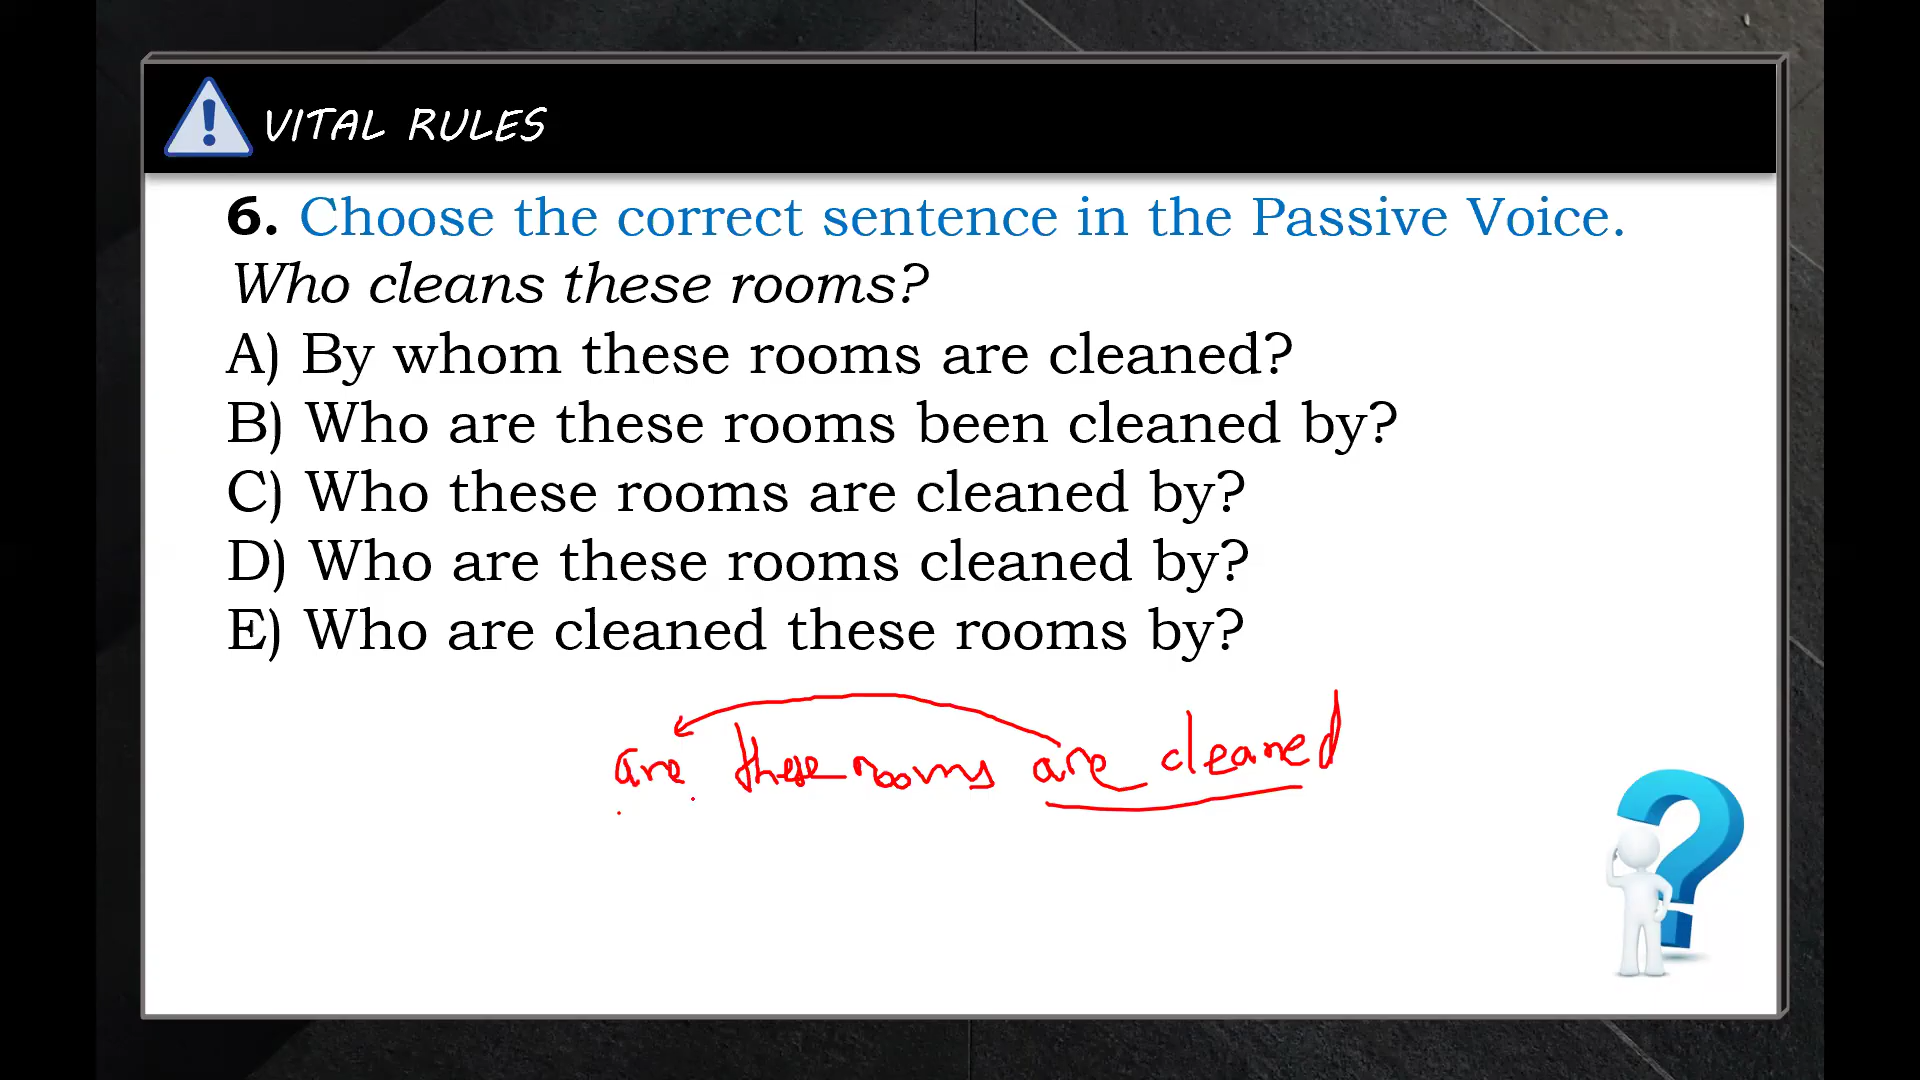 VITAL RULES
6. Choose the correct sentence in the Passive Voice.
Who cleans these rooms?
A) By whom these rooms are cleaned?
B) Who are these rooms been cleaned by?
C) Who these rooms are cleaned by?
D) Who are these rooms cleaned by?
E) Who are cleaned these rooms by?
are these rooms are cleaned